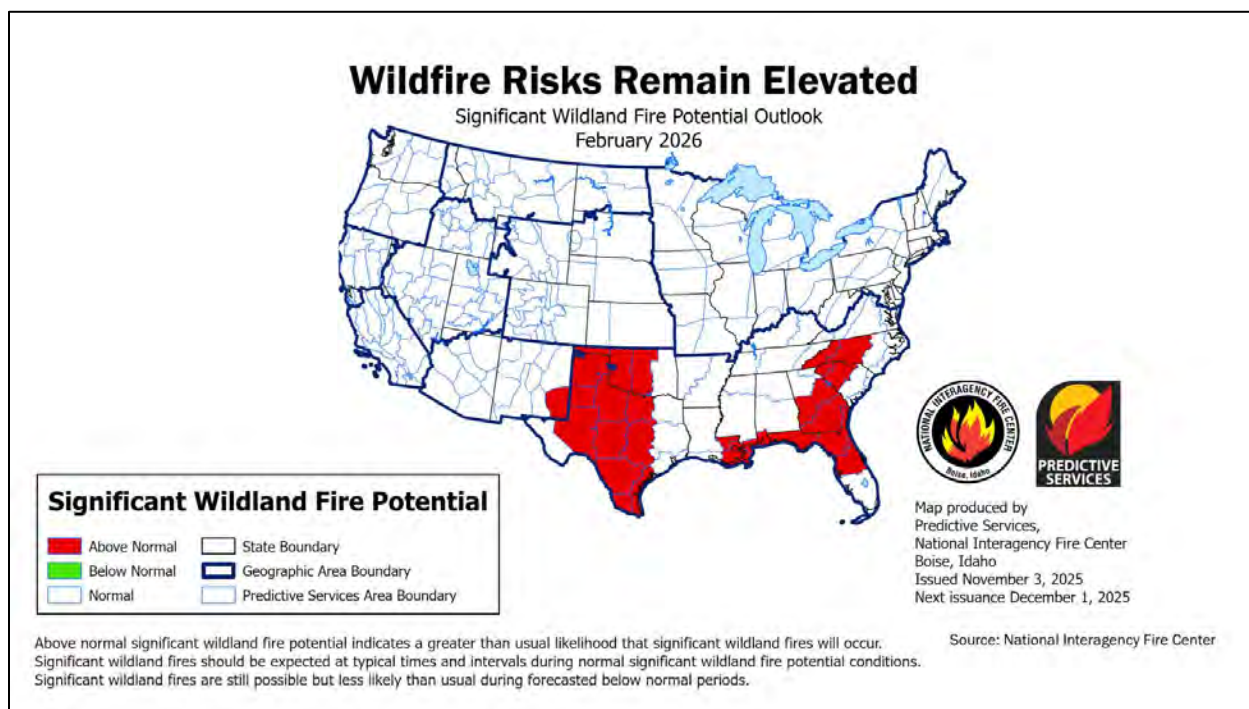 Wildfire Risks Remain Elevated
Significant Wildland Fire Potential Outlook
February 2026
NATIONAL INTERAGENCY FIRE CENTER
Boise, Idaho
PREDICTIVE
SERVICES
Significant Wildland Fire Potential
Above Normal
State Boundary
Below Normal
Geographic Area Boundary
Normal
Predictive Services Area Boundary
Map produced by
Predictive Services,
National Interagency Fire Center
Boise, Idaho
Issued November 3, 2025
Next issuance December 1, 2025
Above normal significant wildland fire potential indicates a greater than usual likelihood that significant wildland fires will occur.
Significant wildland fires should be expected at typical times and intervals during normal significant wildland fire potential conditions.
Significant wildland fires are still possible but less likely than usual during forecasted below normal periods.
Source: National Interagency Fire Center